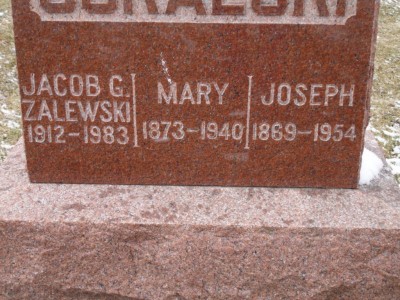 JACOB G.
ZALEWSKI
1912-1983
MARY
1873-1940
JOSEPH
1869-1954